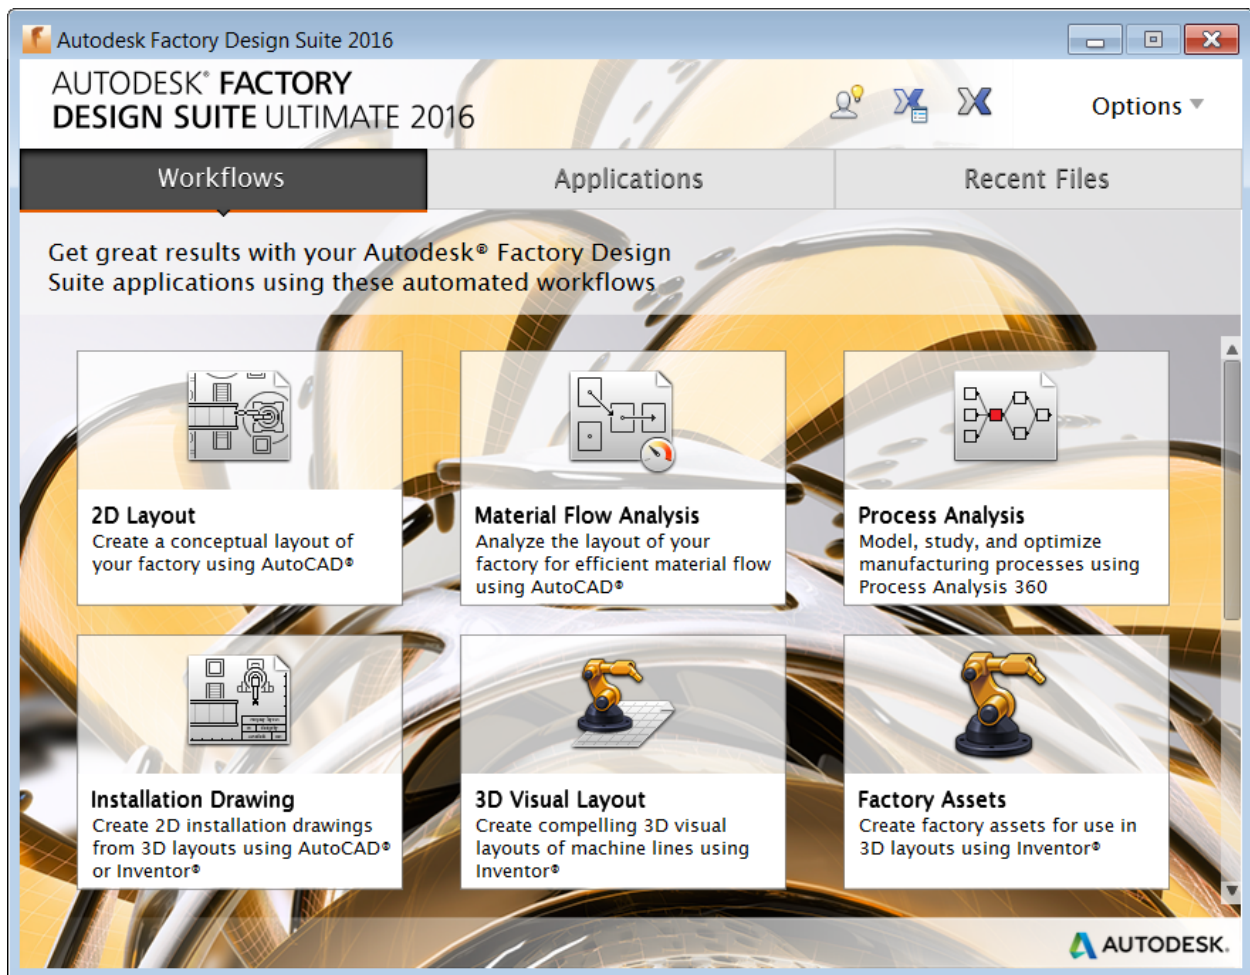 Autodesk Factory Design Suite 2016
AUTODESK® FACTORY
DESIGN SUITE ULTIMATE 2016
Options
Workflows
Applications
Recent Files
Get great results with your Autodesk® Factory Design
Suite applications using these automated workflows
2D Layout
Create a conceptual layout of
your factory using AutoCAD®
Material Flow Analysis
Analyze the layout of your
factory for efficient material flow
using AutoCAD®
Process Analysis
Model, study, and optimize
manufacturing processes using
Process Analysis 360
Installation Drawing
Create 2D installation drawings
from 3D layouts using AutoCAD®
or Inventor®
3D Visual Layout
Create compelling 3D visual
layouts of machine lines using
Inventor®
Factory Assets
Create factory assets for use in
3D layouts using Inventor®
AUTODESK.